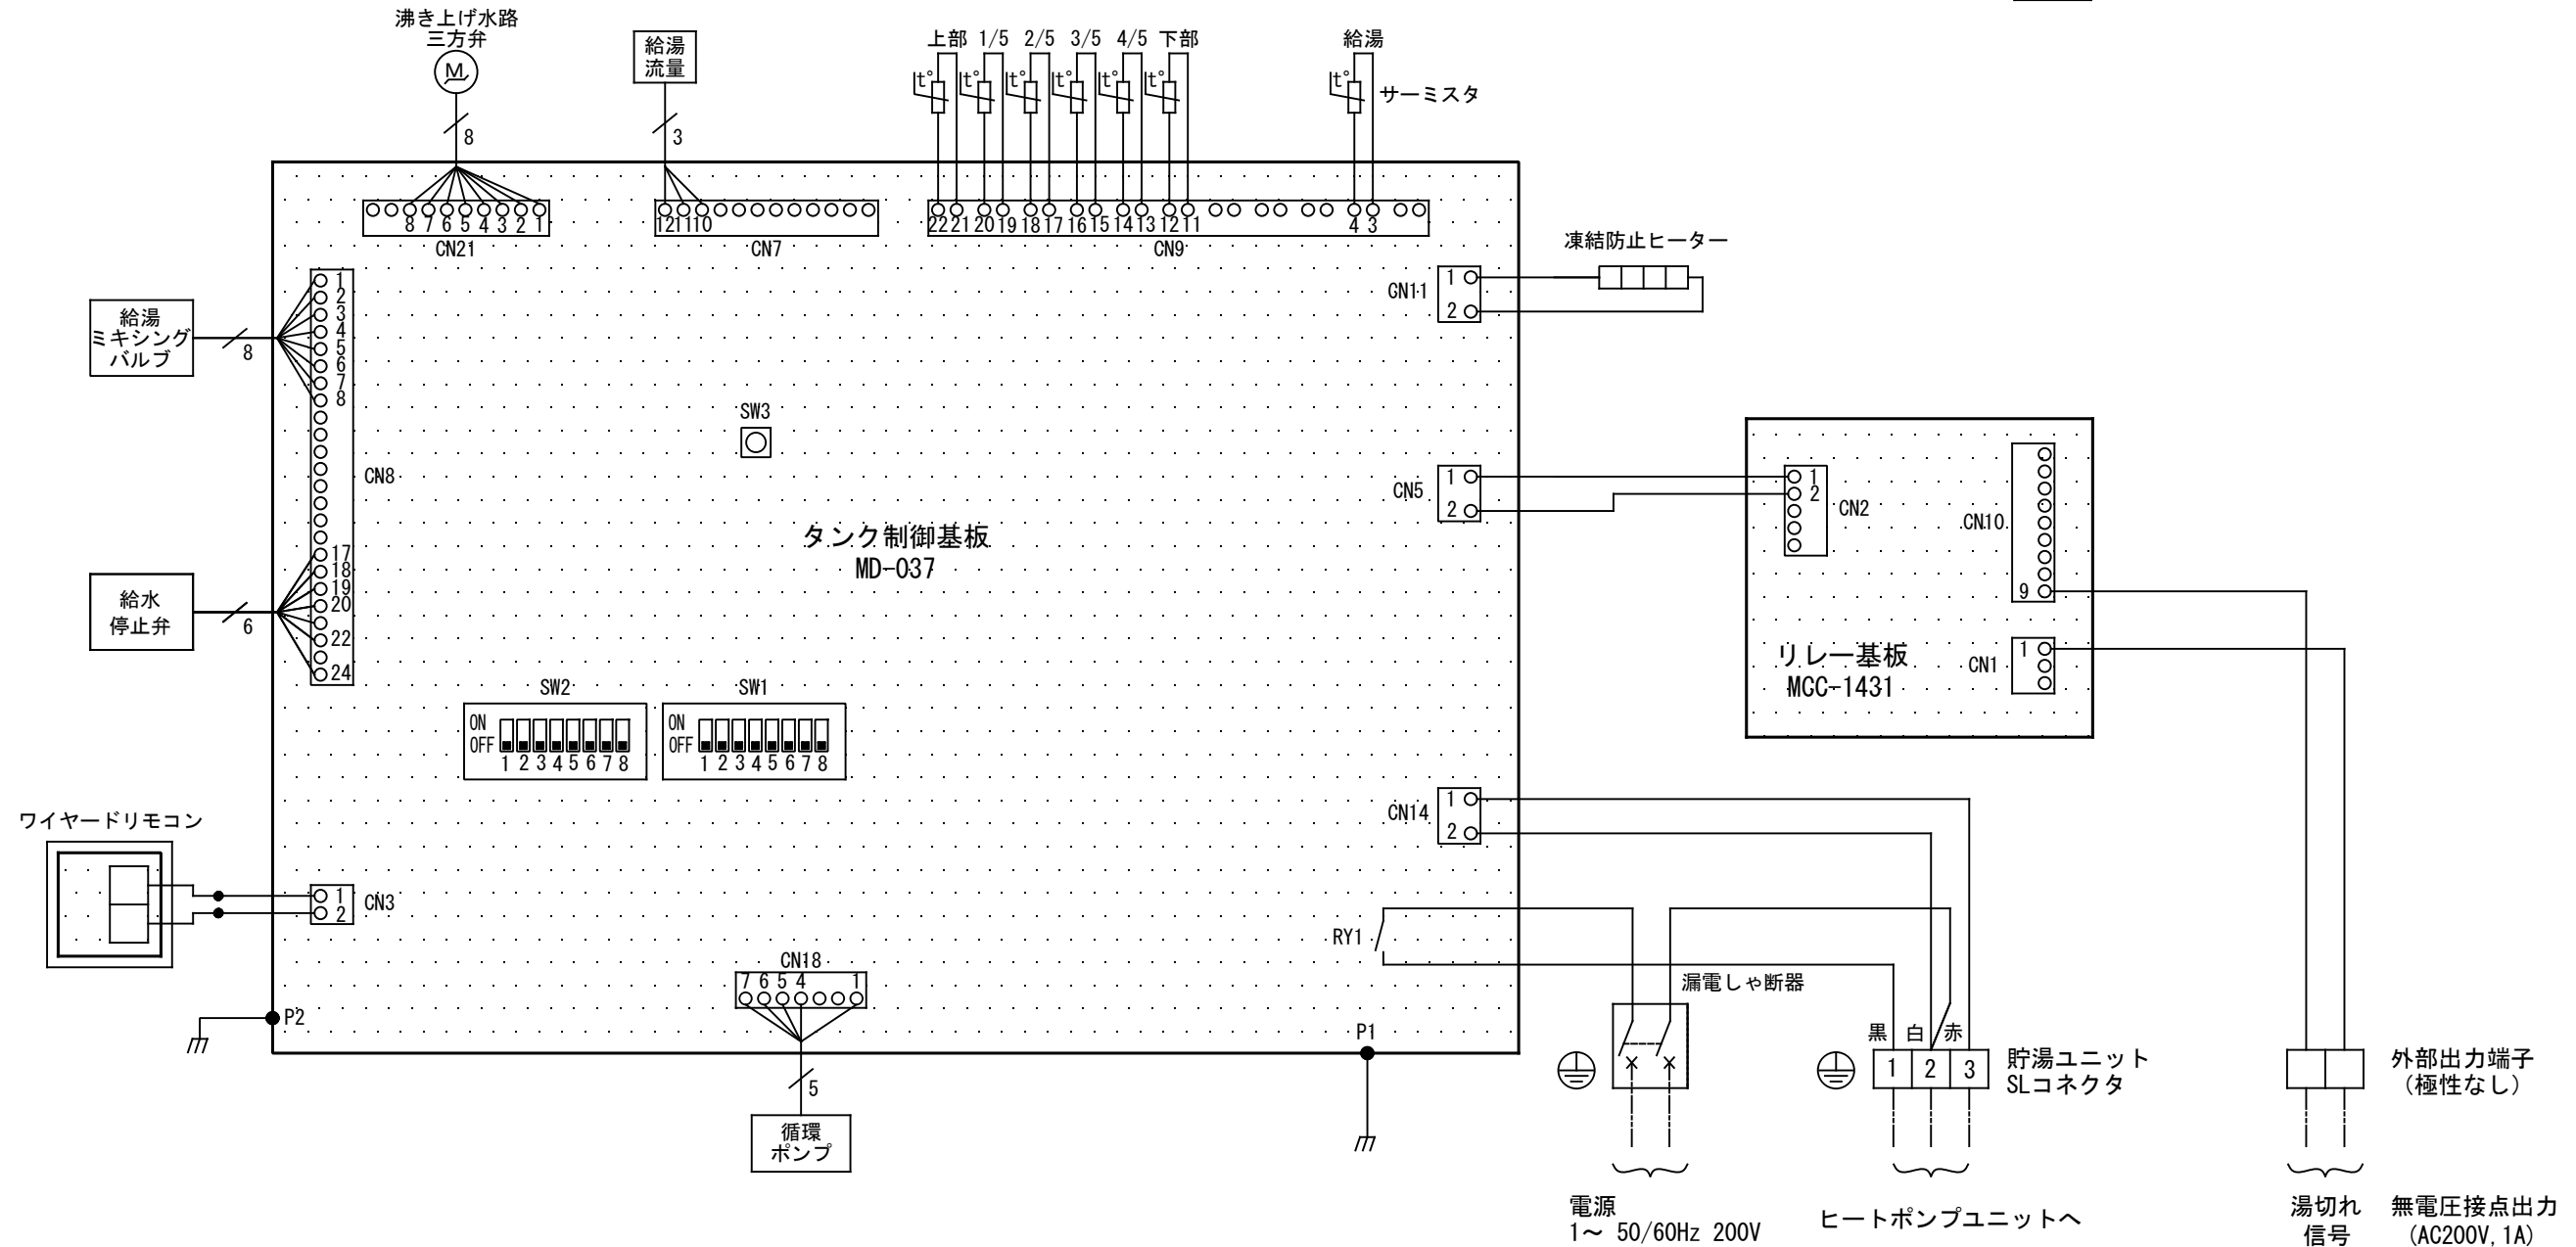 沸き上げ水路
三方弁
M
8
給湯
流量
3
上部 1/5 2/5 3/5 4/5 下部
t° t° t° t° t° t°
給湯
t°
サーミスタ
8 7 6 5 4 3 2 1
CN21
12 11 10
CN7
22 21 20 19 18 17 16 15 14 13 12 11 4 3
CN9
給湯
ミキシング
バルブ
8
1
2
3
4
5
6
7
8
CN8
17
18
19
20
22
24
給水
停止弁
6
SW3
タンク制御基板
MD-037
SW2
ON
OFF
1 2 3 4 5 6 7 8
SW1
ON
OFF
1 2 3 4 5 6 7 8
ワイヤードリモコン
1
2
CN3
P2
CN18
7 6 5 4 1
5
循環
ポンプ
P1
CN11
1
2
凍結防止ヒーター
CN5
1
2
1
2
CN2
CN10
9
CN1
1
リレー基板
MCC-1431
CN14
1
2
RY1
漏電しゃ断器
電源
1～ 50/60Hz 200V
黒 白 赤
1 2 3
貯湯ユニット
SLコネクタ
ヒートポンプユニットへ
外部出力端子
（極性なし）
湯切れ
信号
無電圧接点出力
（AC200V, 1A）